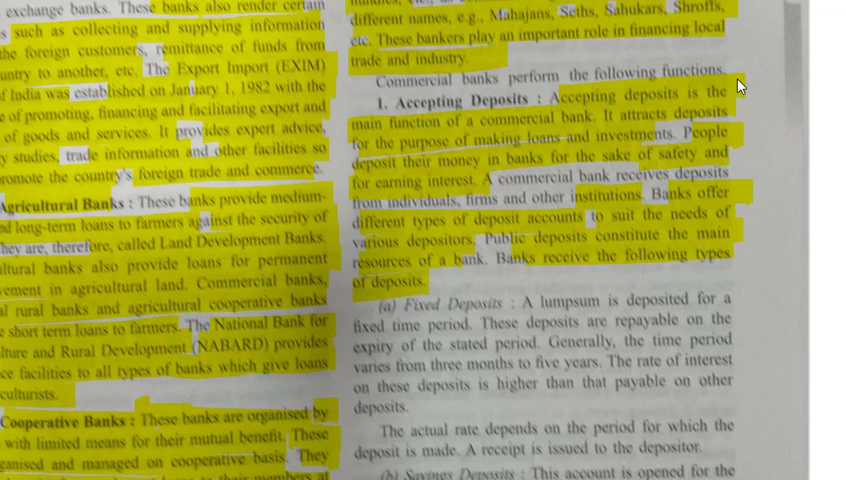 exchange banks. These banks also render certain
such as collecting and supplying information
the foreign customers, remittance of funds from
to another, etc. The Export Import (EXIM)
of India was established on January 1, 1982 with the
of promoting, financing and facilitating export and
of goods and services. It provides expert advice,
studies, trade information and other facilities so
the country's foreign trade and commerce.
Agricultural Banks : These banks provide medium-
long-term loans to farmers against the security of
They are, therefore, called Land Development Banks.
banks also provide loans for permanent
in agricultural land. Commercial banks,
rural banks and agricultural cooperative banks
short term loans to farmers. The National Bank for
and Rural Development (NABARD) provides
facilities to all types of banks which give loans
Cooperative Banks : These banks are organised by
with limited means for their mutual benefit. These
and managed on cooperative basis. They
different names, e.g., Mahajans, Seths, Sahukars, Shroffs,
etc. These bankers play an important role in financing local
trade and industry.
Commercial banks perform the following functions.
1. Accepting Deposits : Accepting deposits is the
main function of a commercial bank. It attracts deposits
for the purpose of making loans and investments. People
deposit their money in banks for the sake of safety and
for earning interest. A commercial bank receives deposits
from individuals, firms and other institutions. Banks offer
different types of deposit accounts to suit the needs of
various depositors. Public deposits constitute the main
resources of a bank. Banks receive the following types
of deposits.
(a) Fixed Deposits : A lumpsum is deposited for a
fixed time period. These deposits are repayable on the
expiry of the stated period. Generally, the time period
varies from three months to five years. The rate of interest
on these deposits is higher than that payable on other
deposits.
The actual rate depends on the period for which the
deposit is made. A receipt is issued to the depositor.
(b) Savings Deposits : This account is opened for the